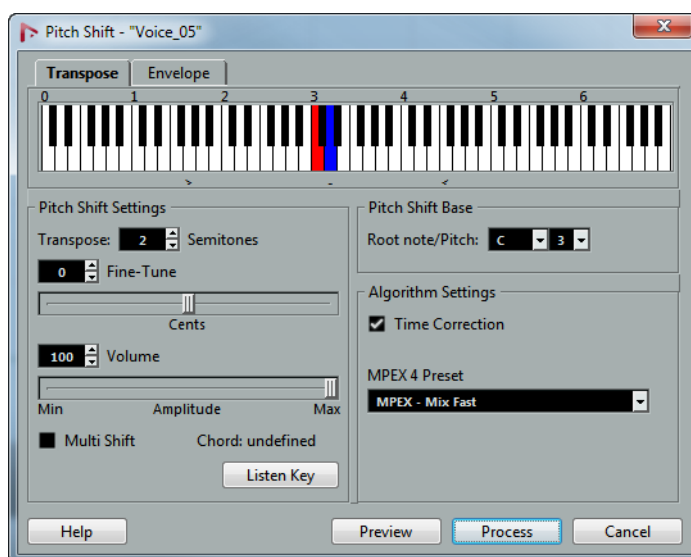 Pitch Shift - "Voice_05"
Transpose Envelope
0 1 2 3 4 5 6
Pitch Shift Settings
Transpose: 2 Semitones
0 Fine-Tune
Cents
100 Volume
Min Amplitude Max
Multi Shift Chord: undefined
Listen Key
Pitch Shift Base
Root note/Pitch: C 3
Algorithm Settings
Time Correction
MPEX 4 Preset
MPEX - Mix Fast
Help Preview Process Cancel